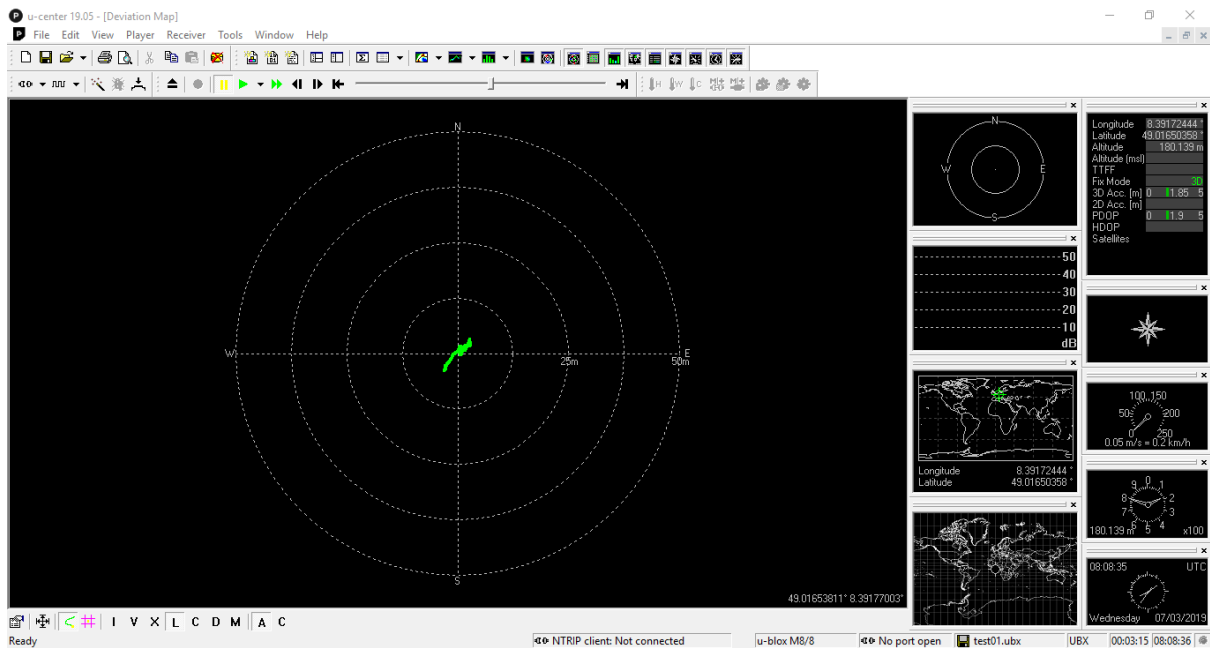 u-center 19.05 - [Deviation Map]
File Edit View Player Receiver Tools Window Help
N
W
E
S
25m
50m
49.01653811° 8.39177003°
N
W
E
S
50
40
30
20
10
dB
Longitude 8.39172444 °
Latitude 49.01650358 °
Longitude 8.39172444 °
Latitude 49.01650358 °
Altitude 180.139 m
Altitude (msl)
TTFF
Fix Mode 3D
3D Acc. [m] 0 1.85 5
2D Acc. [m]
PDOP 0 1.9 5
HDOP
Satellites
100 150
50 200
0 250
0.05 m/s = 0.2 km/h
9 0 1
8 2
7 3
6 5 4
180.139 m x100
08:08:35 UTC
Wednesday 07/03/2019
I V X L C D M A C
Ready
NTRIP client: Not connected
u-blox M8/8
No port open
test01.ubx
UBX
00:03:15 08:08:36